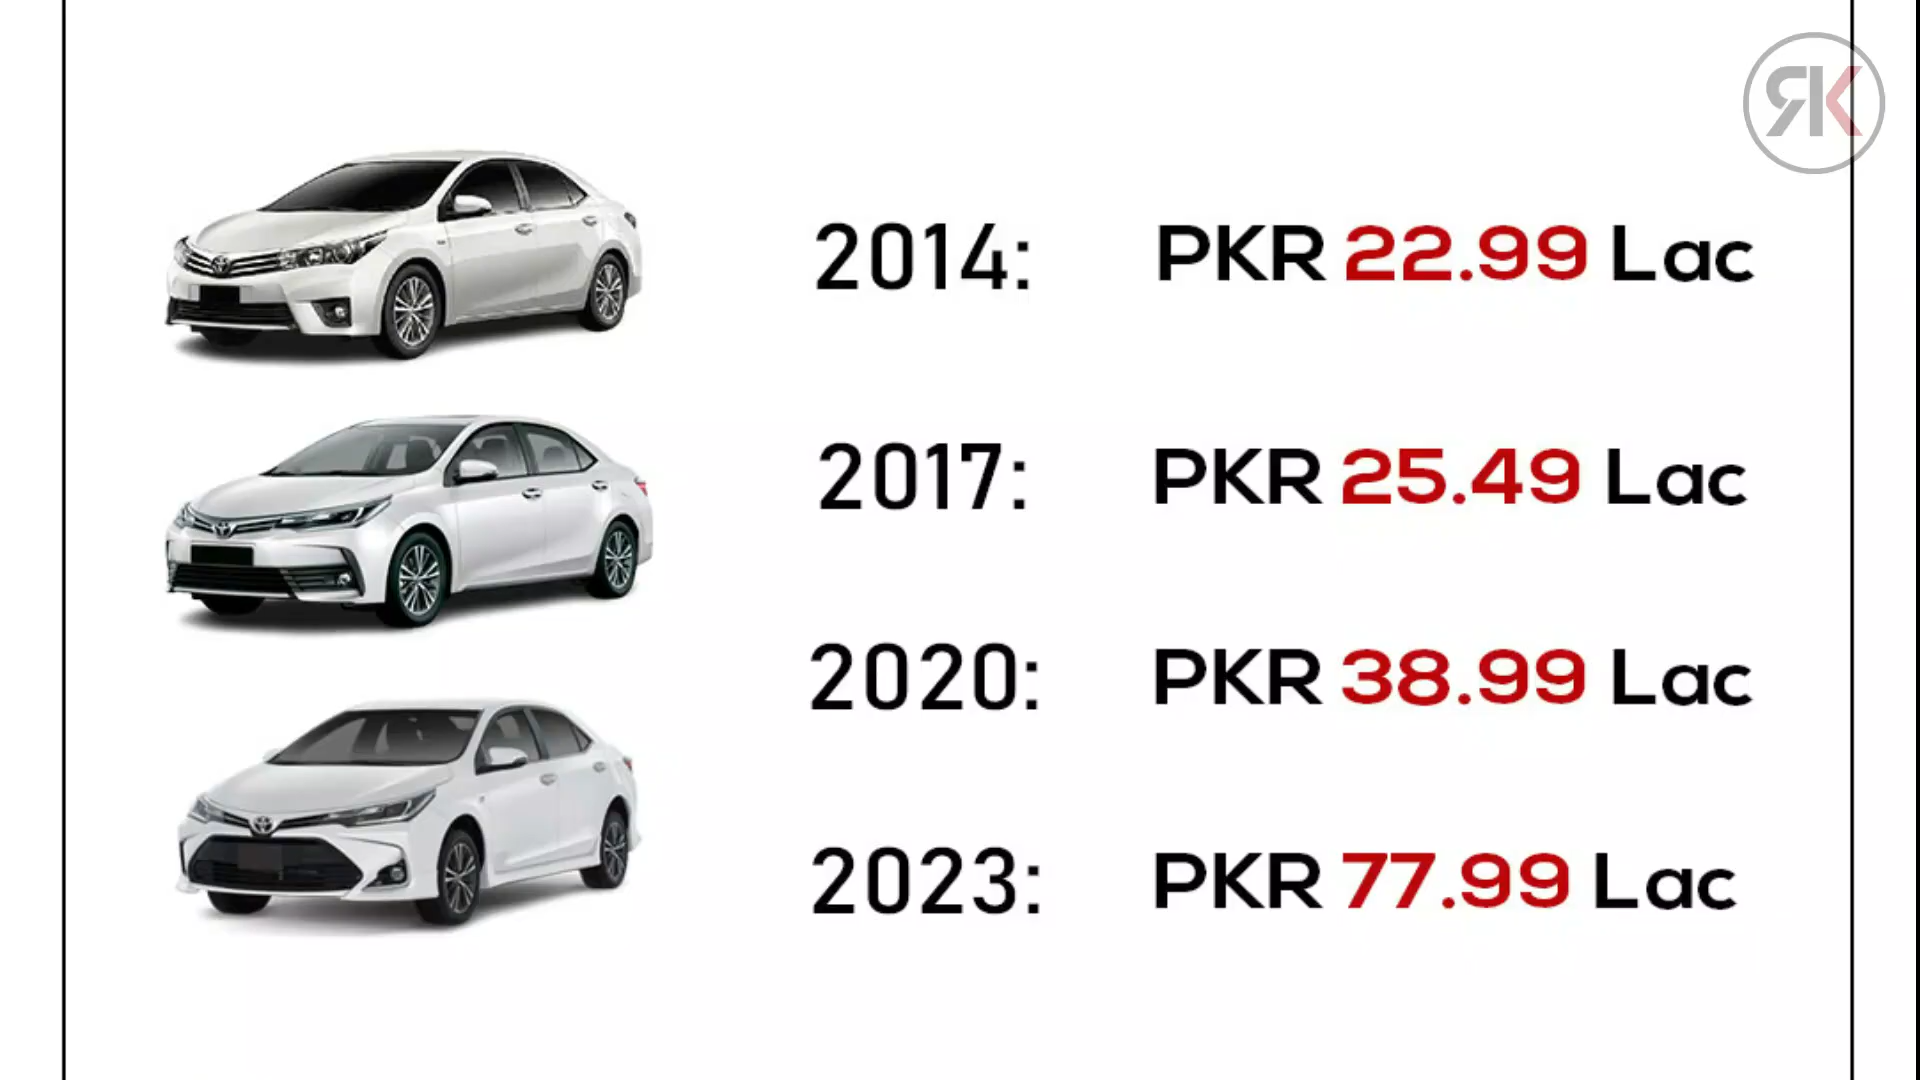 RK
2014: PKR 22.99 Lac
2017: PKR 25.49 Lac
2020: PKR 38.99 Lac
2023: PKR 77.99 Lac